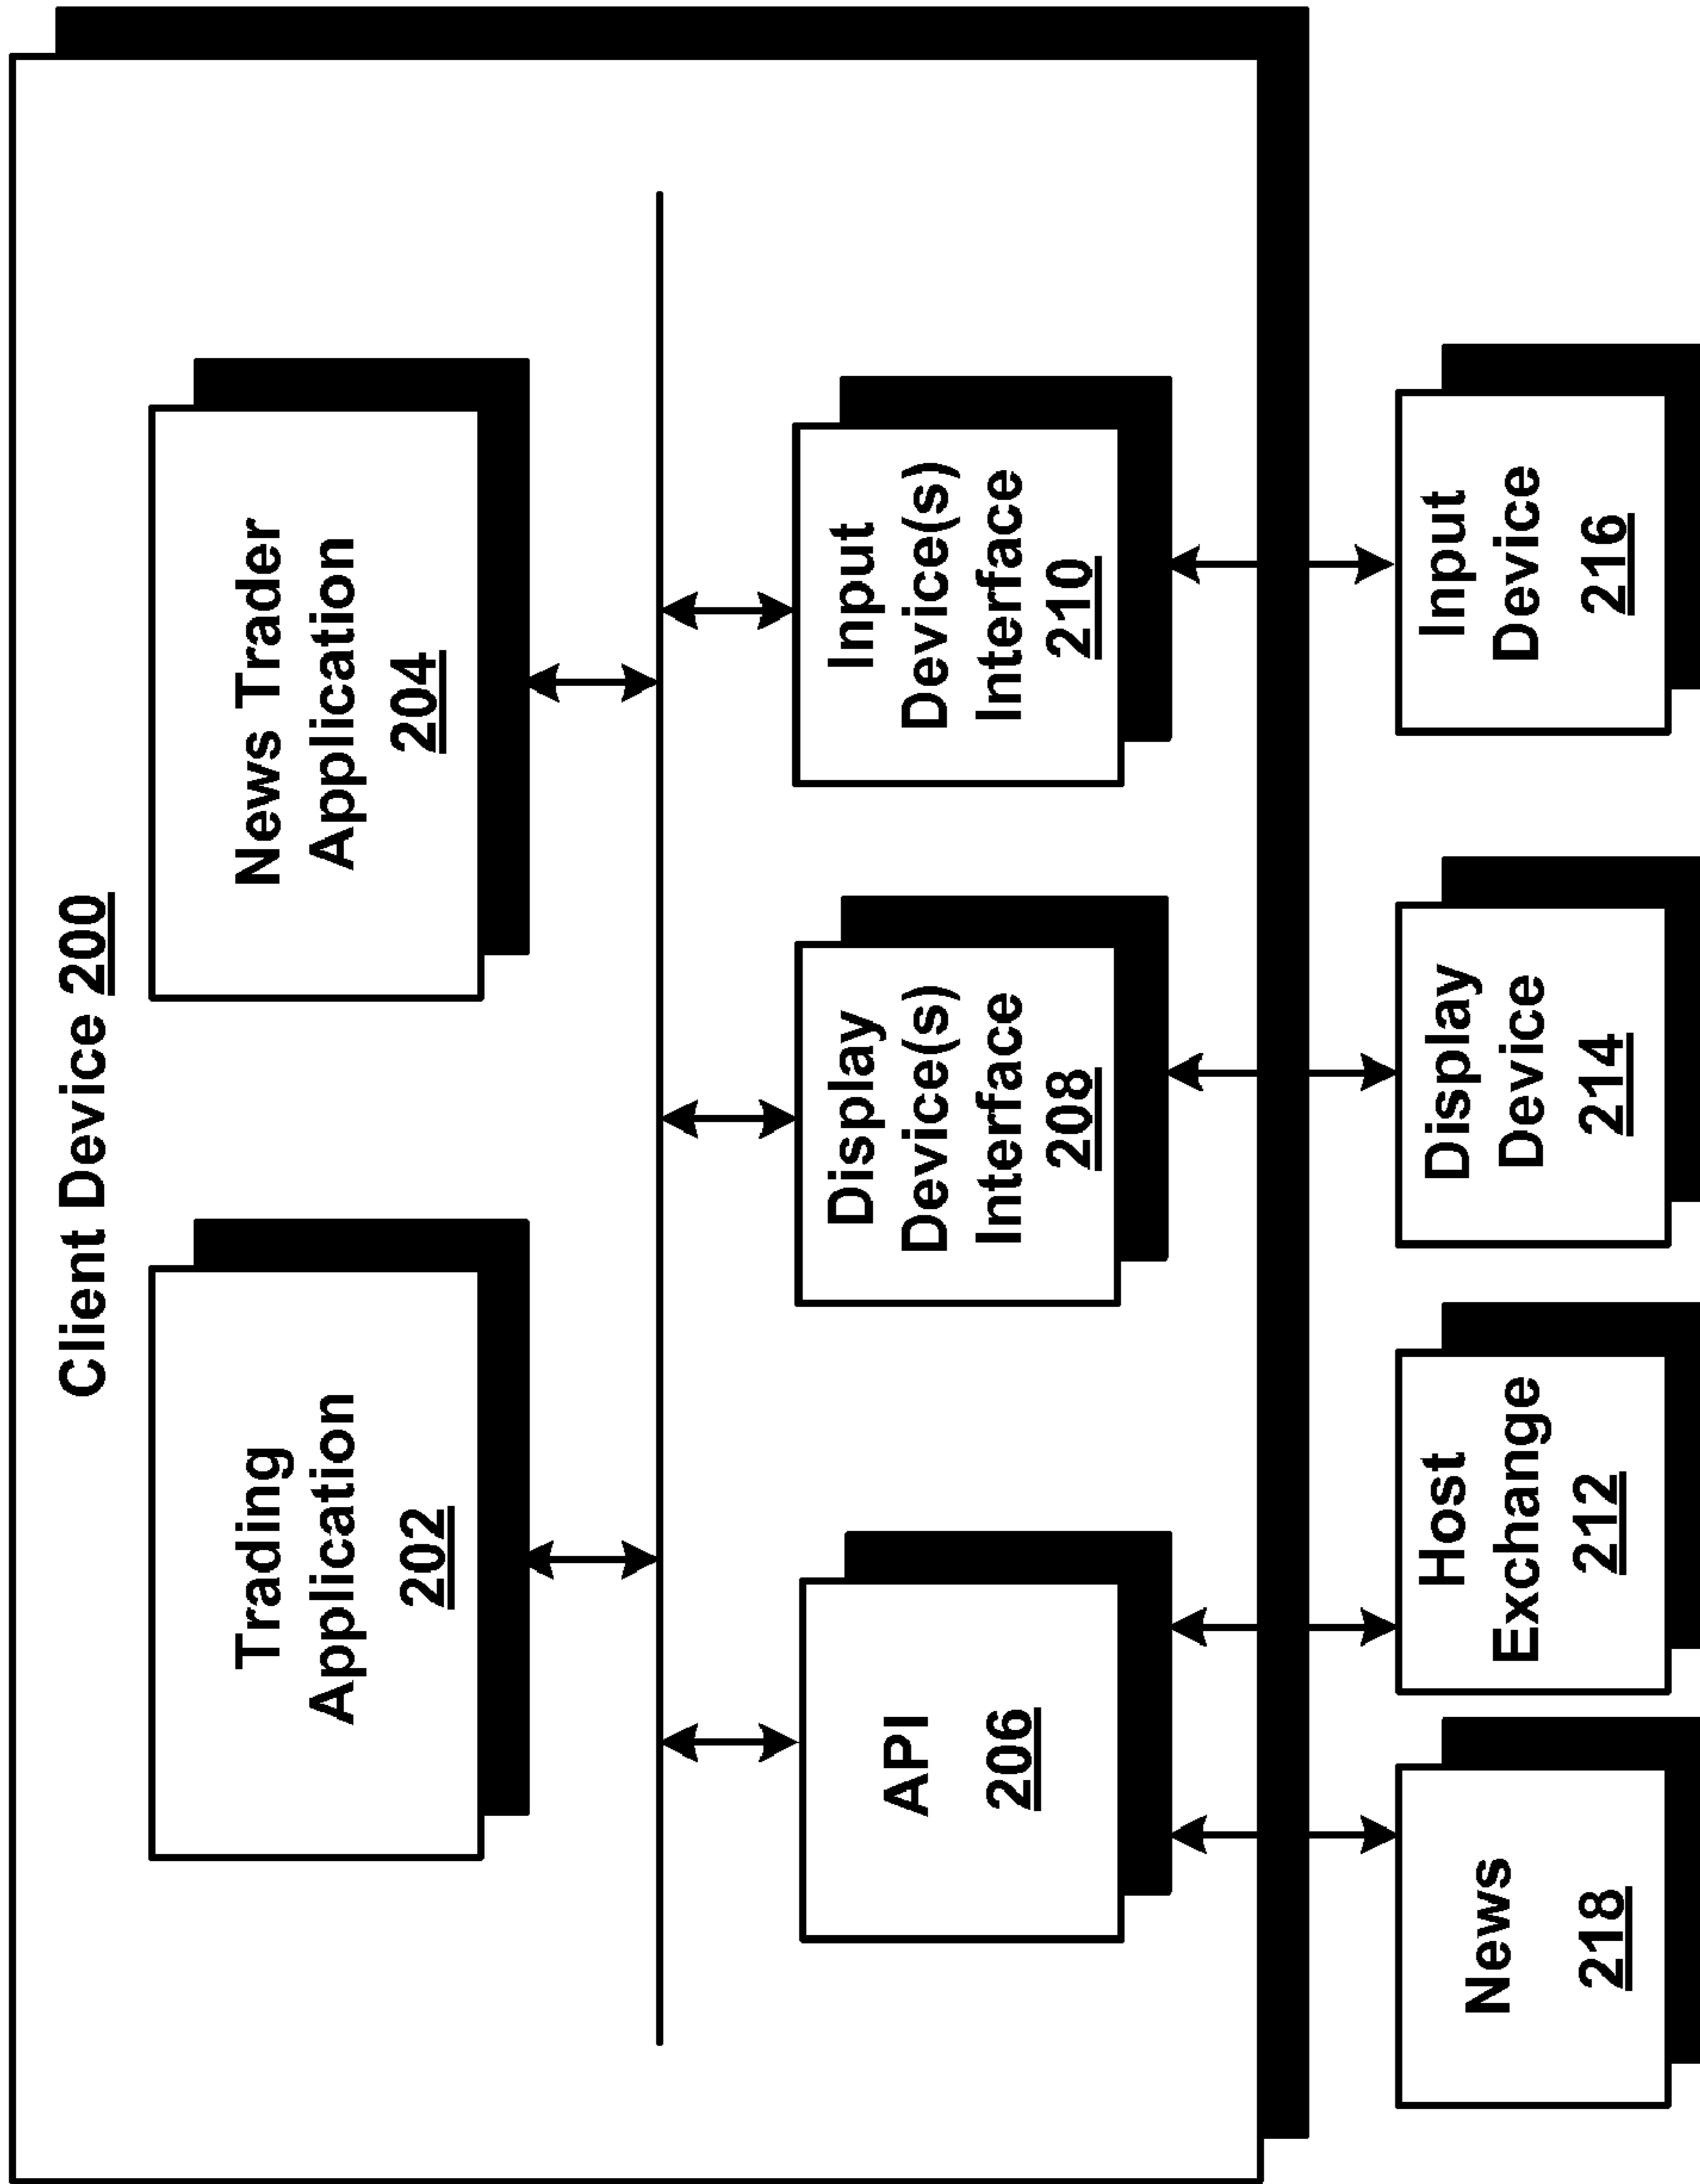 Client Device 200
Trading
Application
202
News Trader
Application
204
API
206
Display
Device(s)
Interface
208
Input
Device(s)
Interface
210
News
218
Host
Exchange
212
Display
Device
214
Input
Device
216